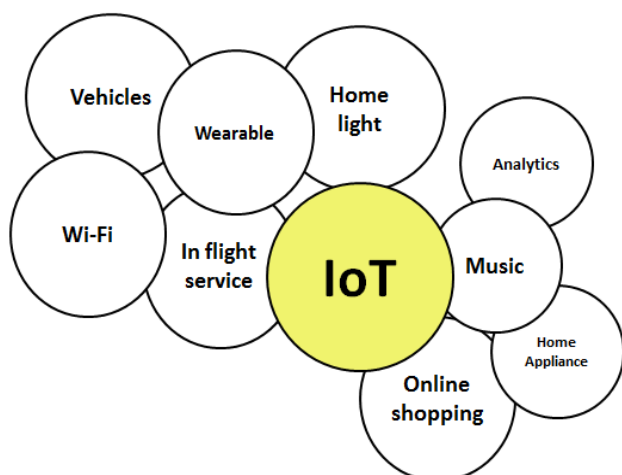 Vehicles
Wearable
Home
light
Analytics
Wi-Fi
In flight
service
IoT
Music
Home
Appliance
Online
shopping